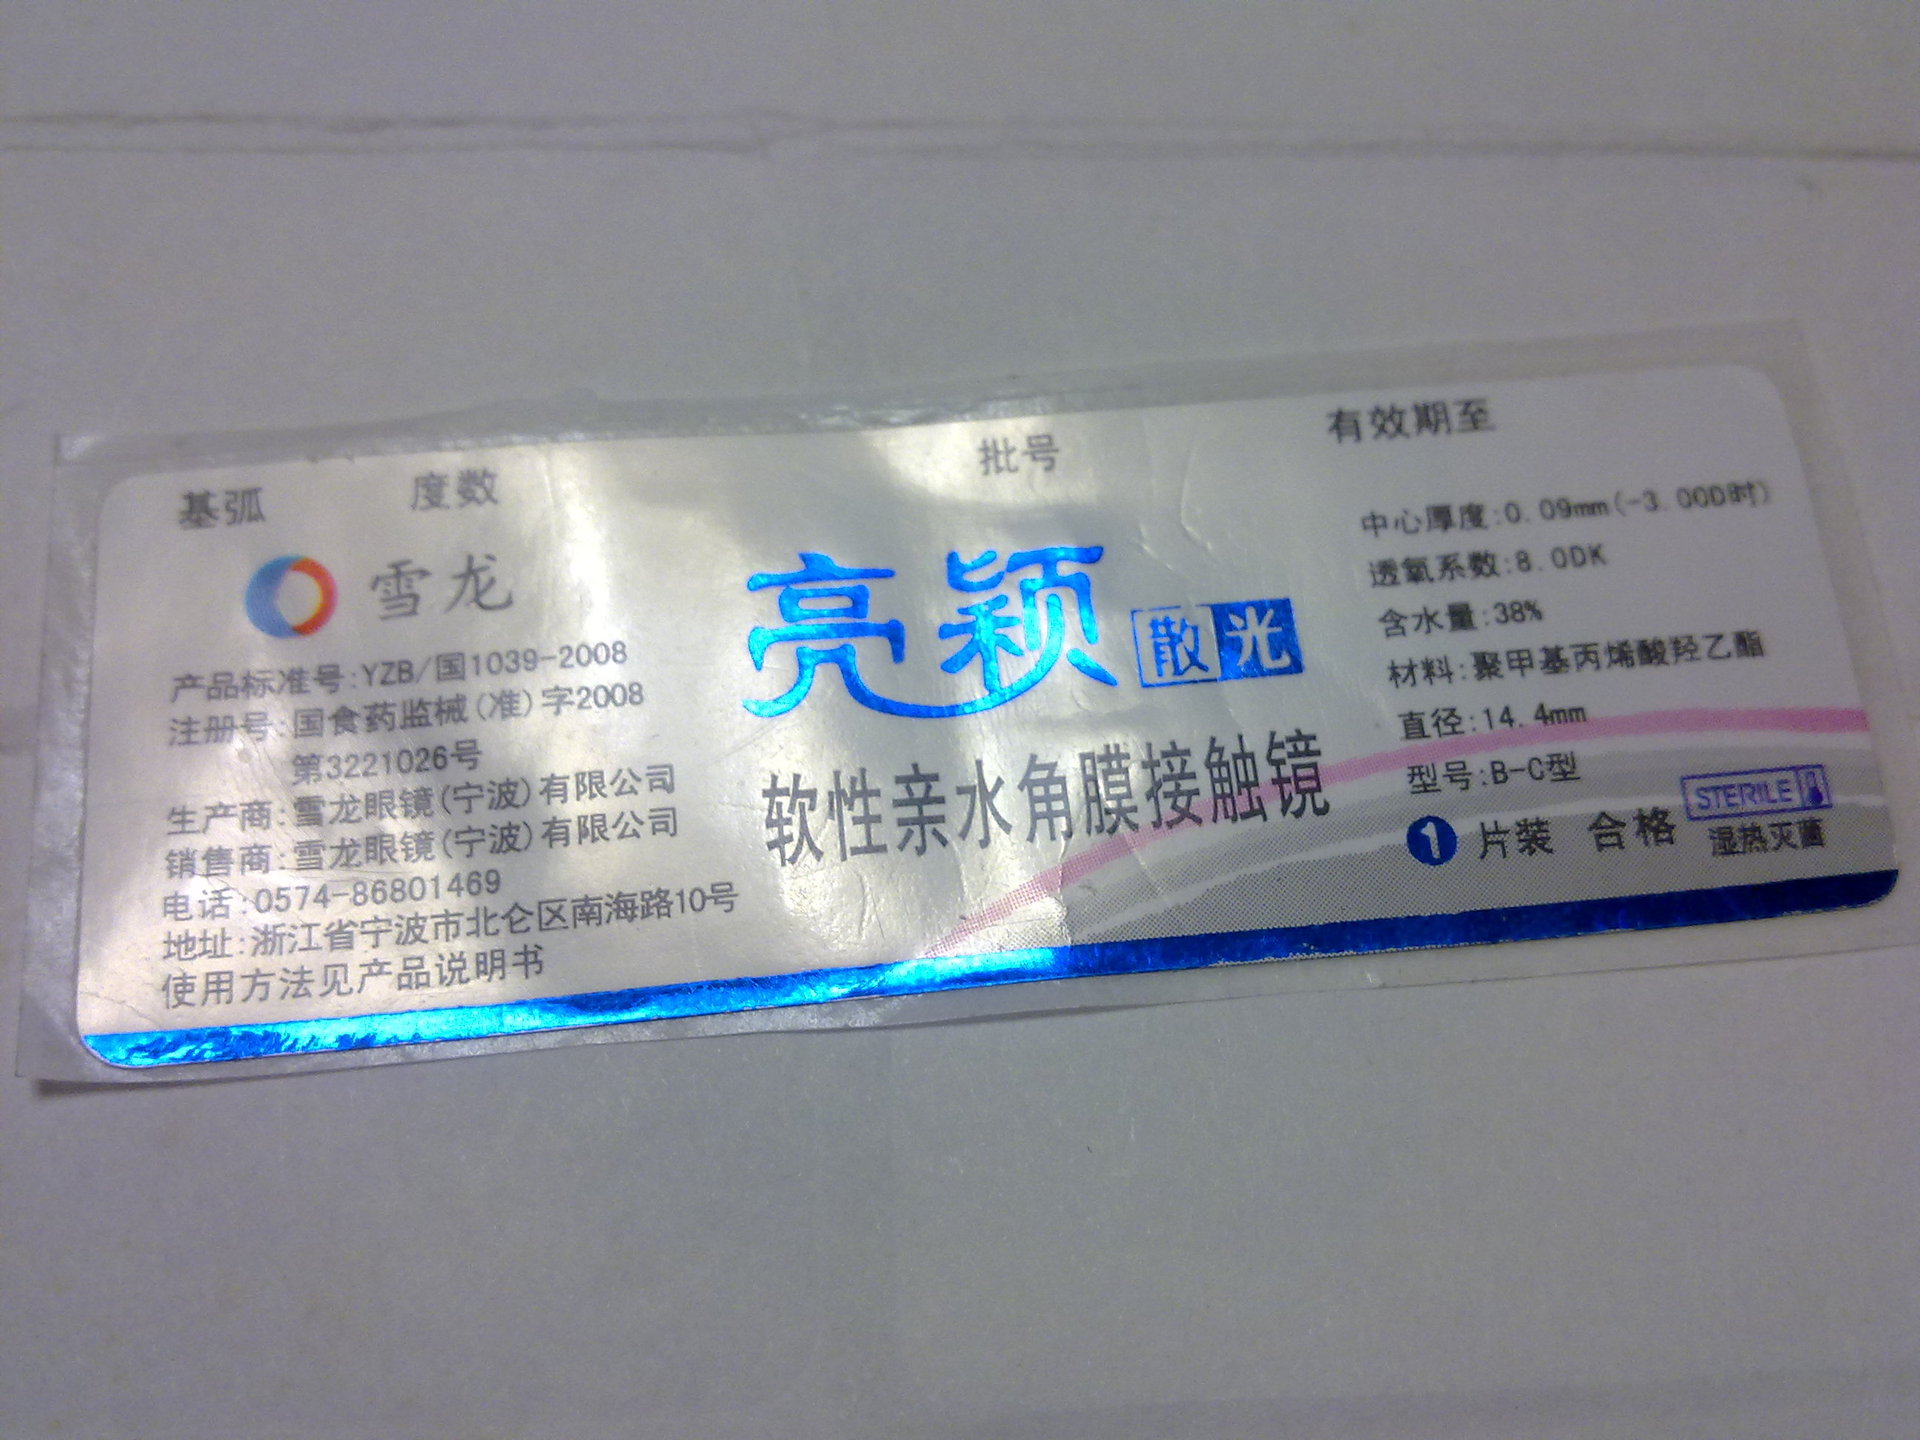 基弧 度数 批号 有效期至
雪龙
产品标准号:YZB/国1039-2008
注册号:国食药监械(准)字2008
第3221026号
生产商:雪龙眼镜(宁波)有限公司
销售商:雪龙眼镜(宁波)有限公司
电话:0574-86801469
地址:浙江省宁波市北仑区南海路10号
使用方法见产品说明书
亮颖 散光
软性亲水角膜接触镜
中心厚度:0.09mm(-3.00D时)
透氧系数:8.0DK
含水量:38%
材料:聚甲基丙烯酸羟乙酯
直径:14.4mm
型号:B-C型
1 片装 合格
STERILE
湿热灭菌